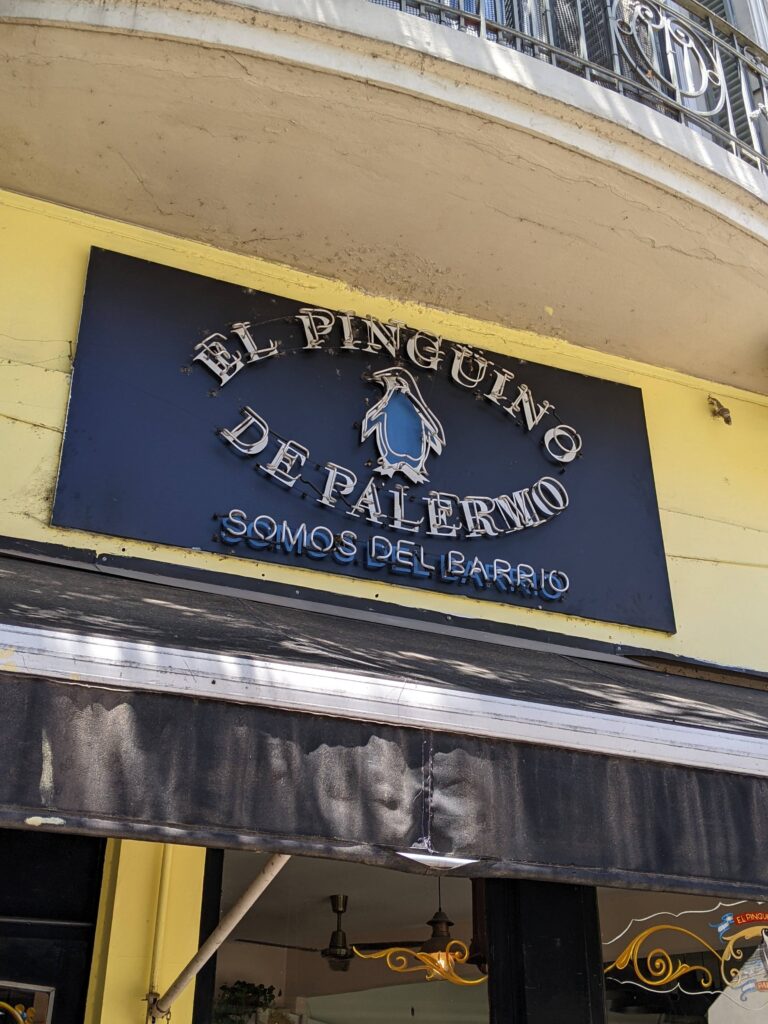 EL PINGÜINO
DE PALERMO
SOMOS DEL BARRIO